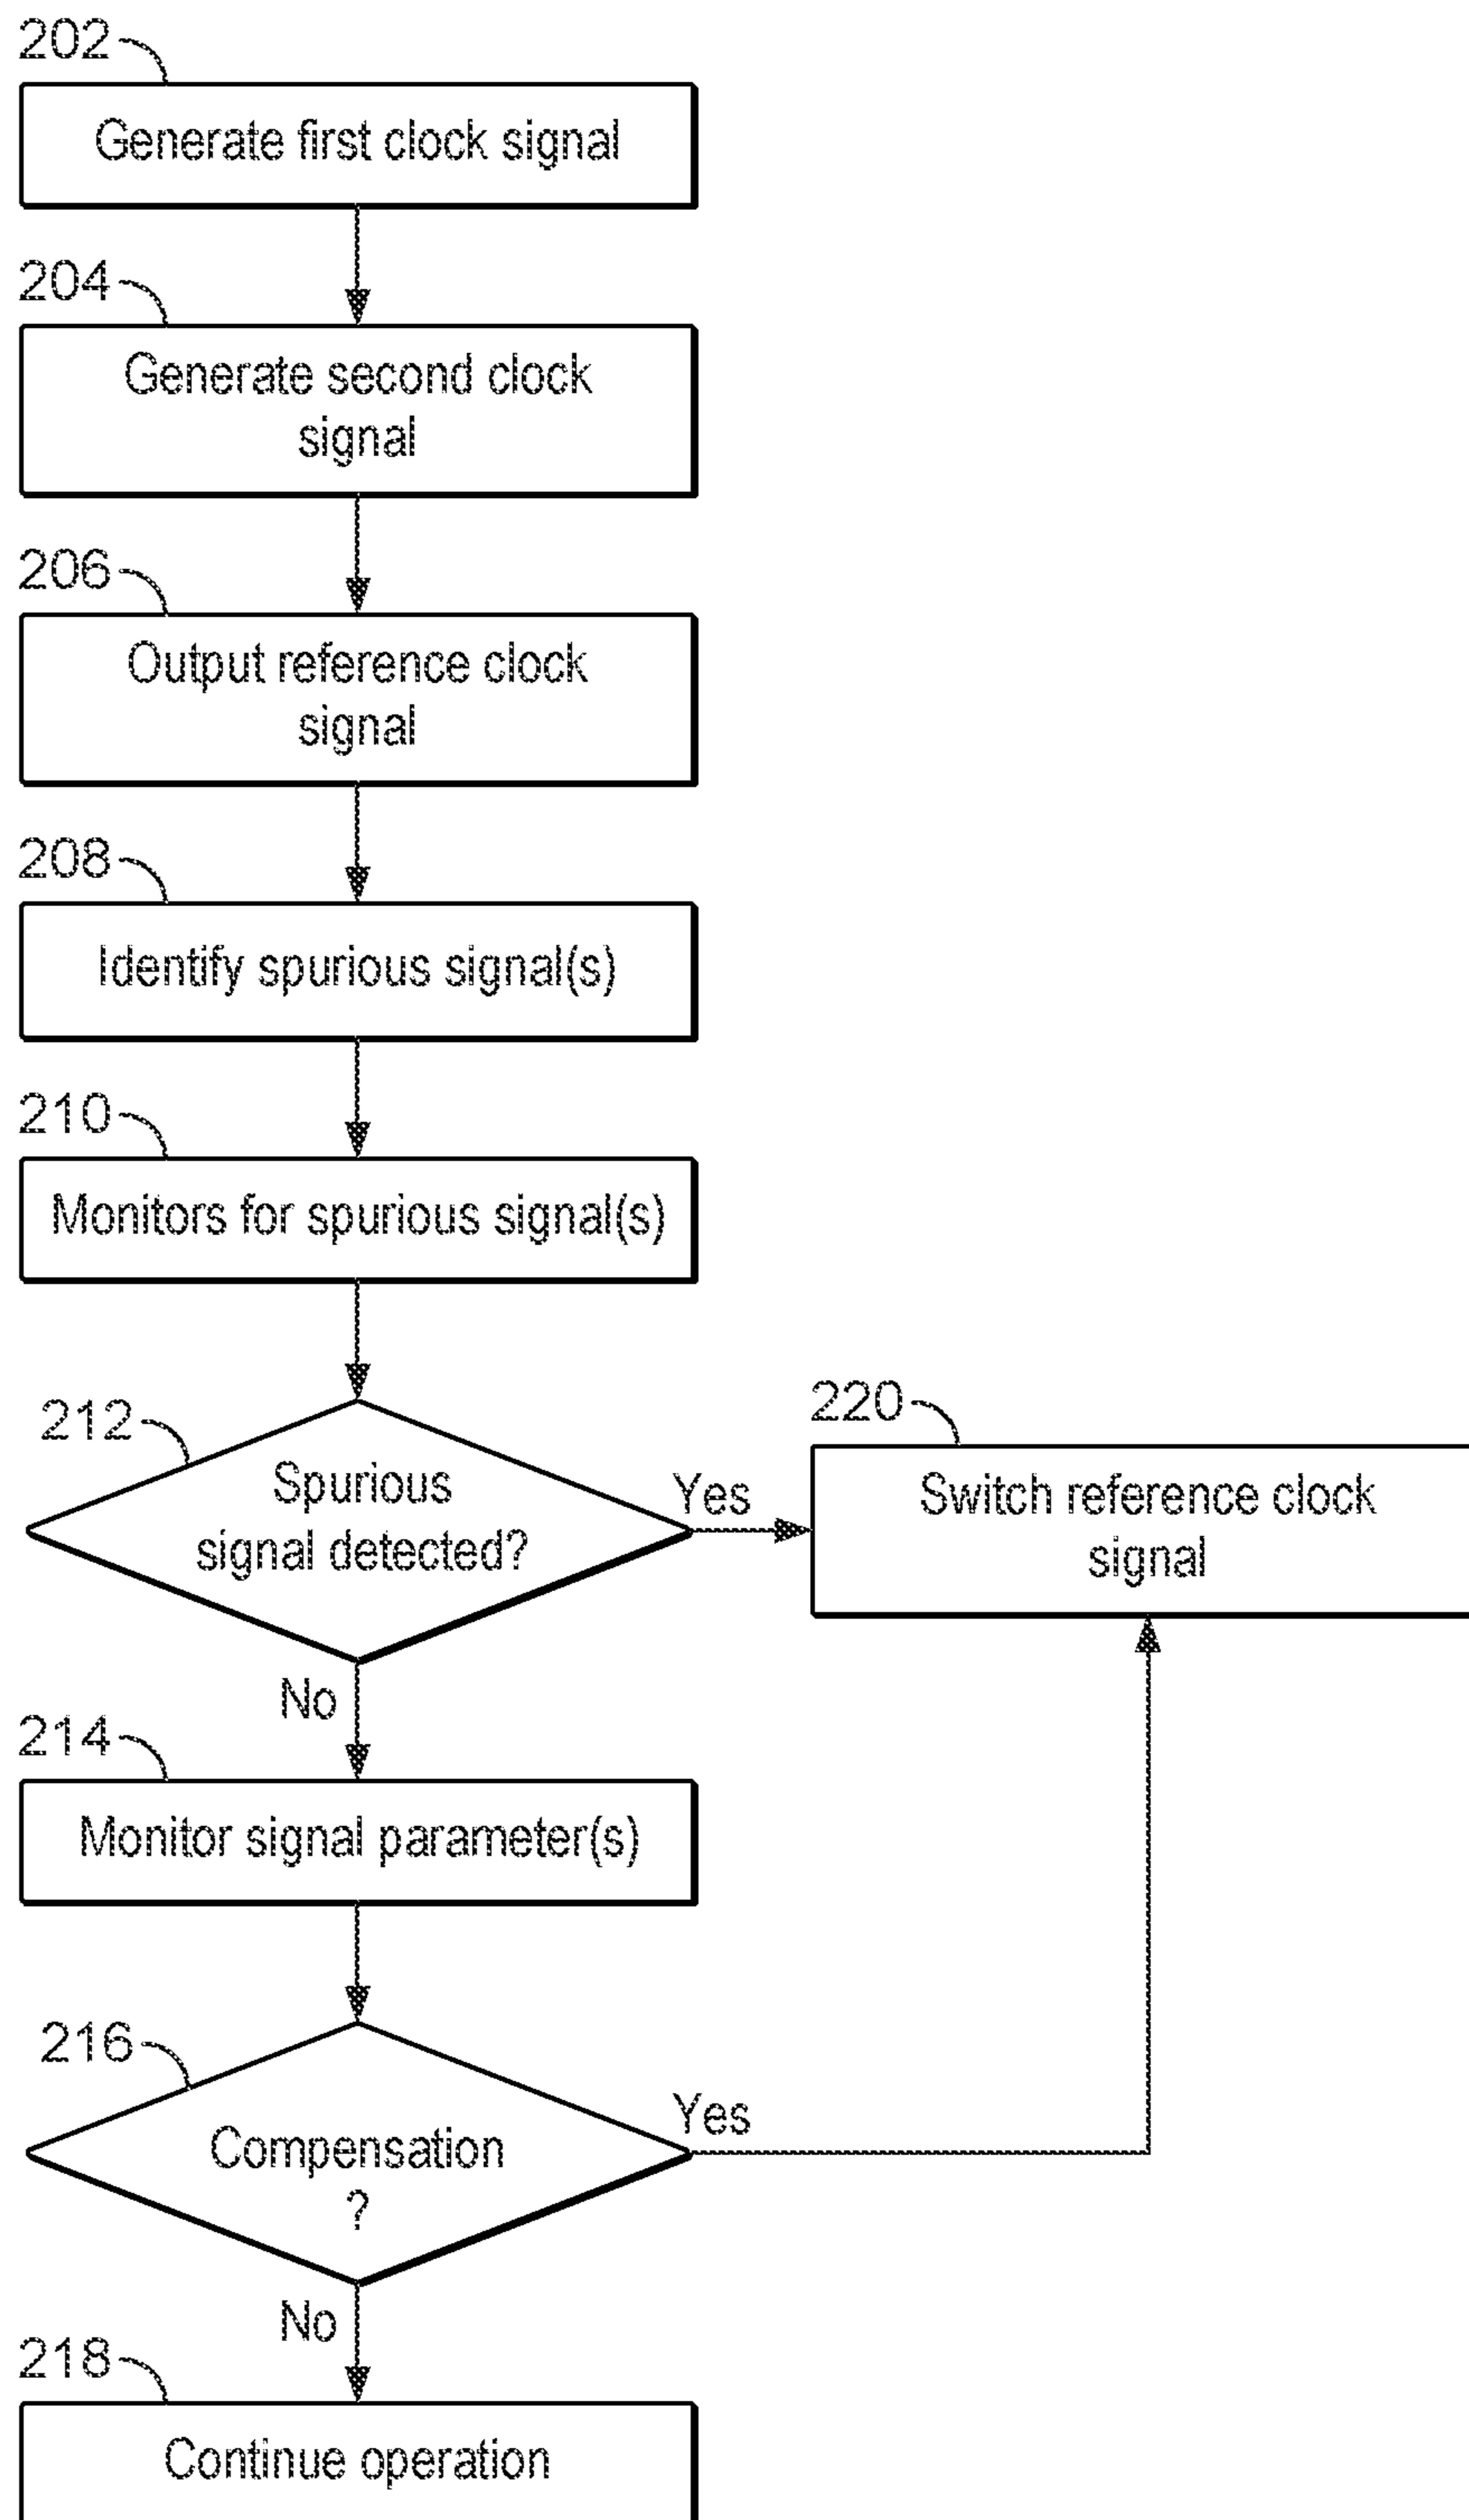 202
Generate first clock signal
204
Generate second clock
signal
206
Output reference clock
signal
208
Identify spurious signal(s)
210
Monitors for spurious signal(s)
212
Spurious
signal detected?
Yes
220
Switch reference clock
signal
No
214
Monitor signal parameter(s)
216
Compensation
?
Yes
No
218
Continue operation